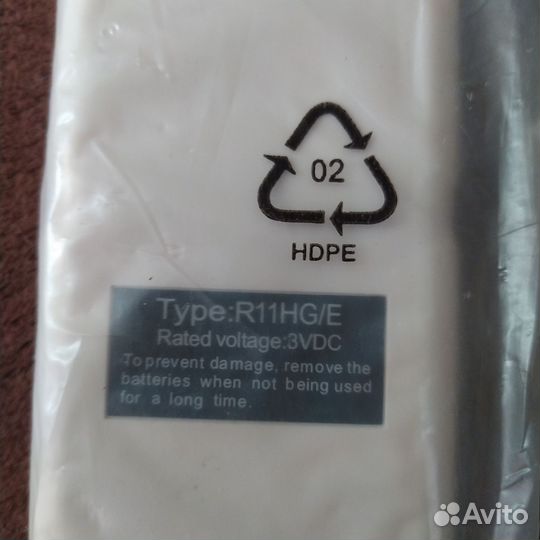 02
HDPE
Type:R11HG/E
Rated voltage:3VDC
To prevent damage, remove the
batteries when not being used
for a long time.
Avito